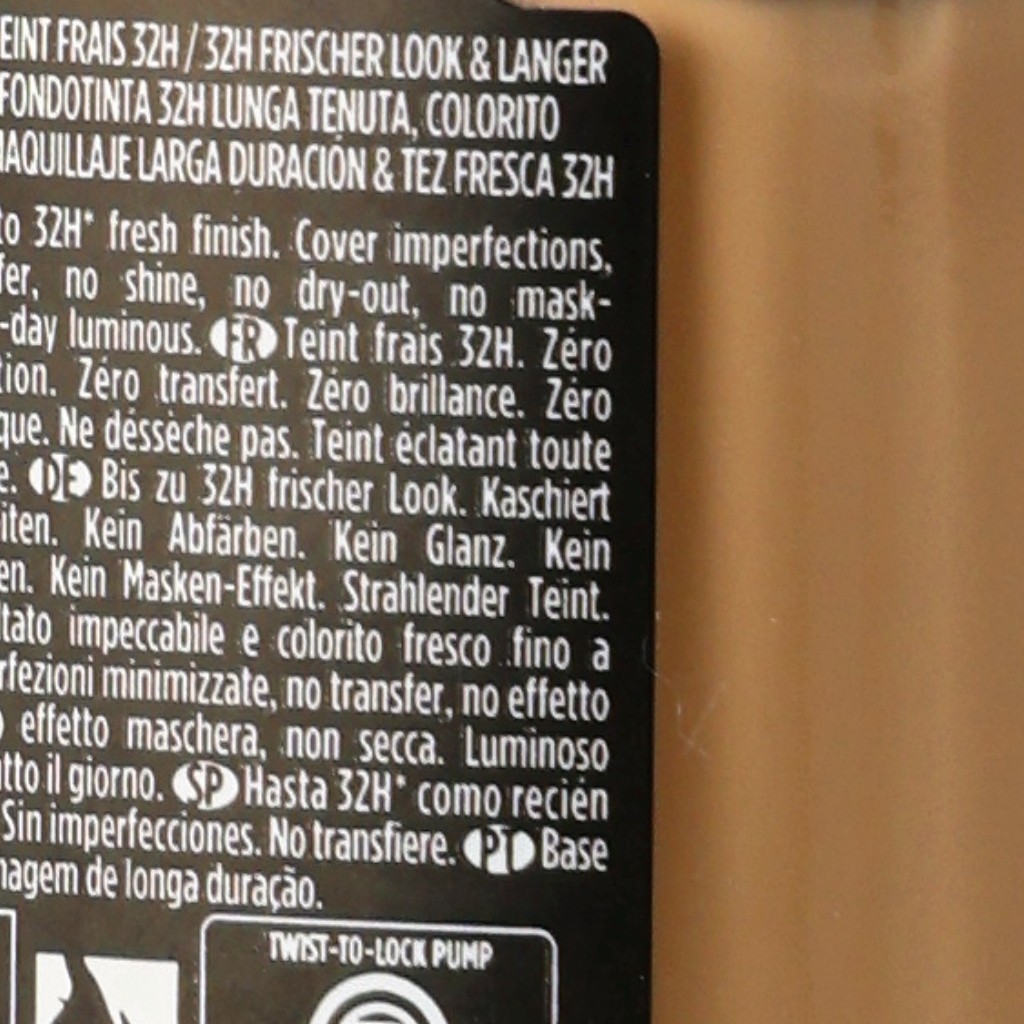 EINT FRAIS 32H / 32H FRISCHER LOOK & LANGER
FONDOTINTA 32H LUNGA TENUTA, COLORITO
MAQUILLAJE LARGA DURACIÓN & TEZ FRESCA 32H
to 32H* fresh finish. Cover imperfections,
fer, no shine, no dry-out, no mask-
-day luminous. FR Teint frais 32H. Zéro
tion. Zéro transfert. Zéro brillance. Zéro
que. Ne déssèche pas. Teint éclatant toute
e. DE Bis zu 32H frischer Look. Kaschiert
iten. Kein Abfärben. Kein Glanz. Kein
en. Kein Masken-Effekt. Strahlender Teint.
ltato impeccabile e colorito fresco fino a
rfezioni minimizzate, no transfer, no effetto
effetto maschera, non secca. Luminoso
tto il giorno. SP Hasta 32H* como recién
Sin imperfecciones. No transfiere. PT Base
agem de longa duração.
TWIST-TO-LOCK PUMP